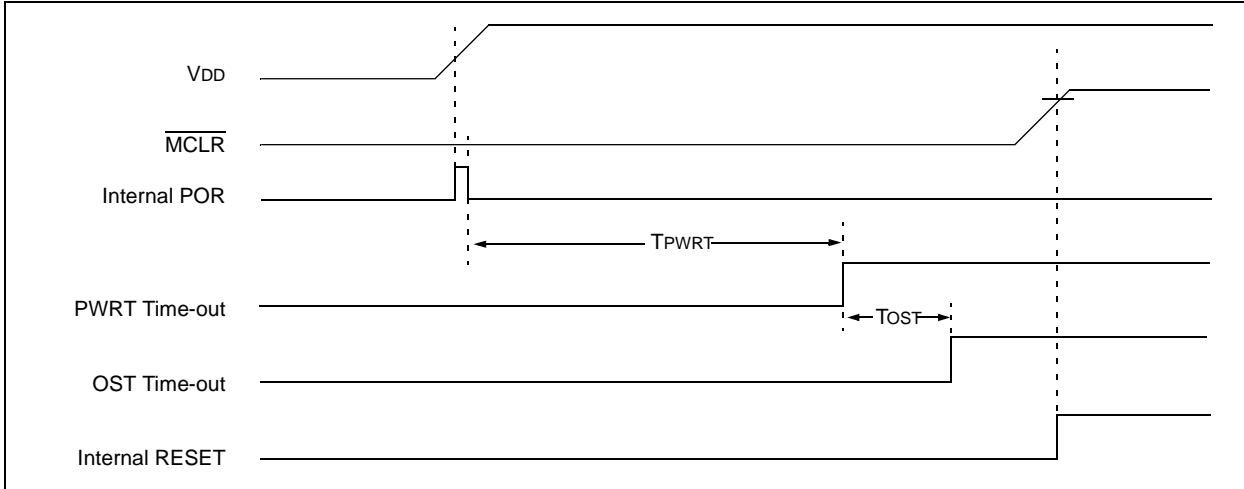 VDD
MCLR
Internal POR
TPWRT
PWRT Time-out
TOST
OST Time-out
Internal RESET